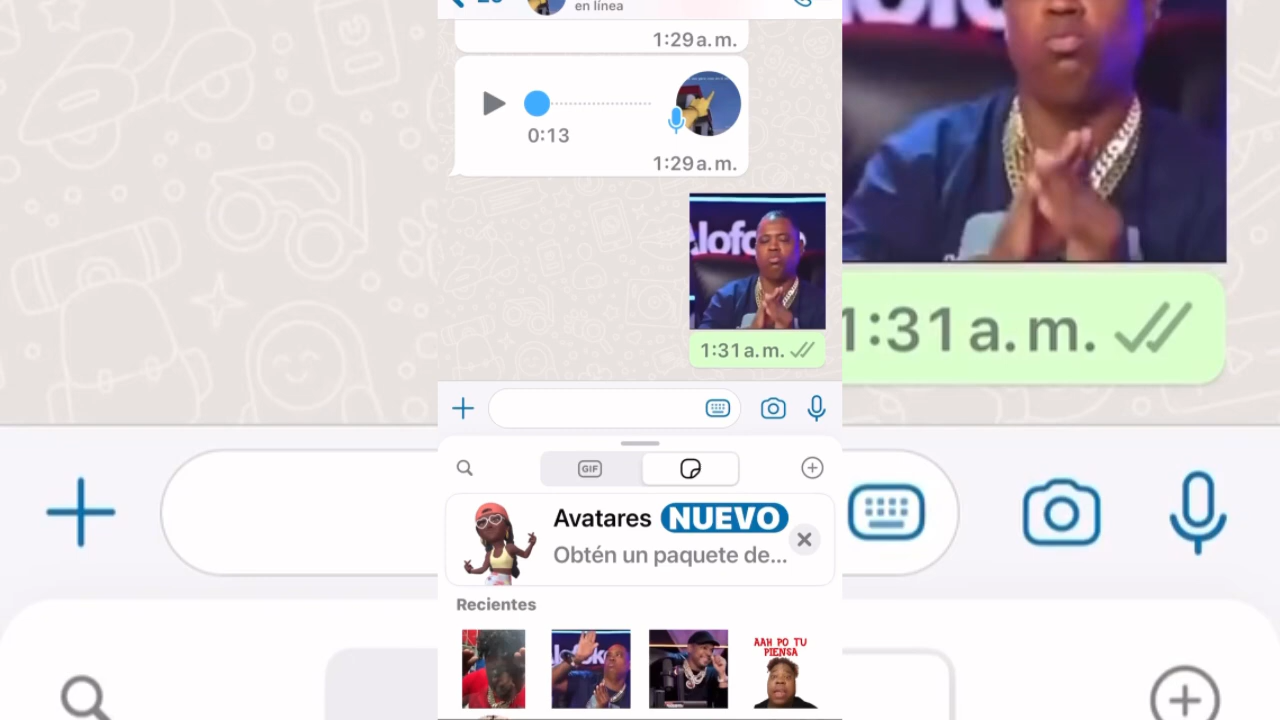 en línea
1:29 a. m.
0:13
1:29 a. m.
1:31 a. m.
1:31 a. m.
GIF
Avatares NUEVO
Obtén un paquete de...
Recientes
AAH PO TU
PIENSA